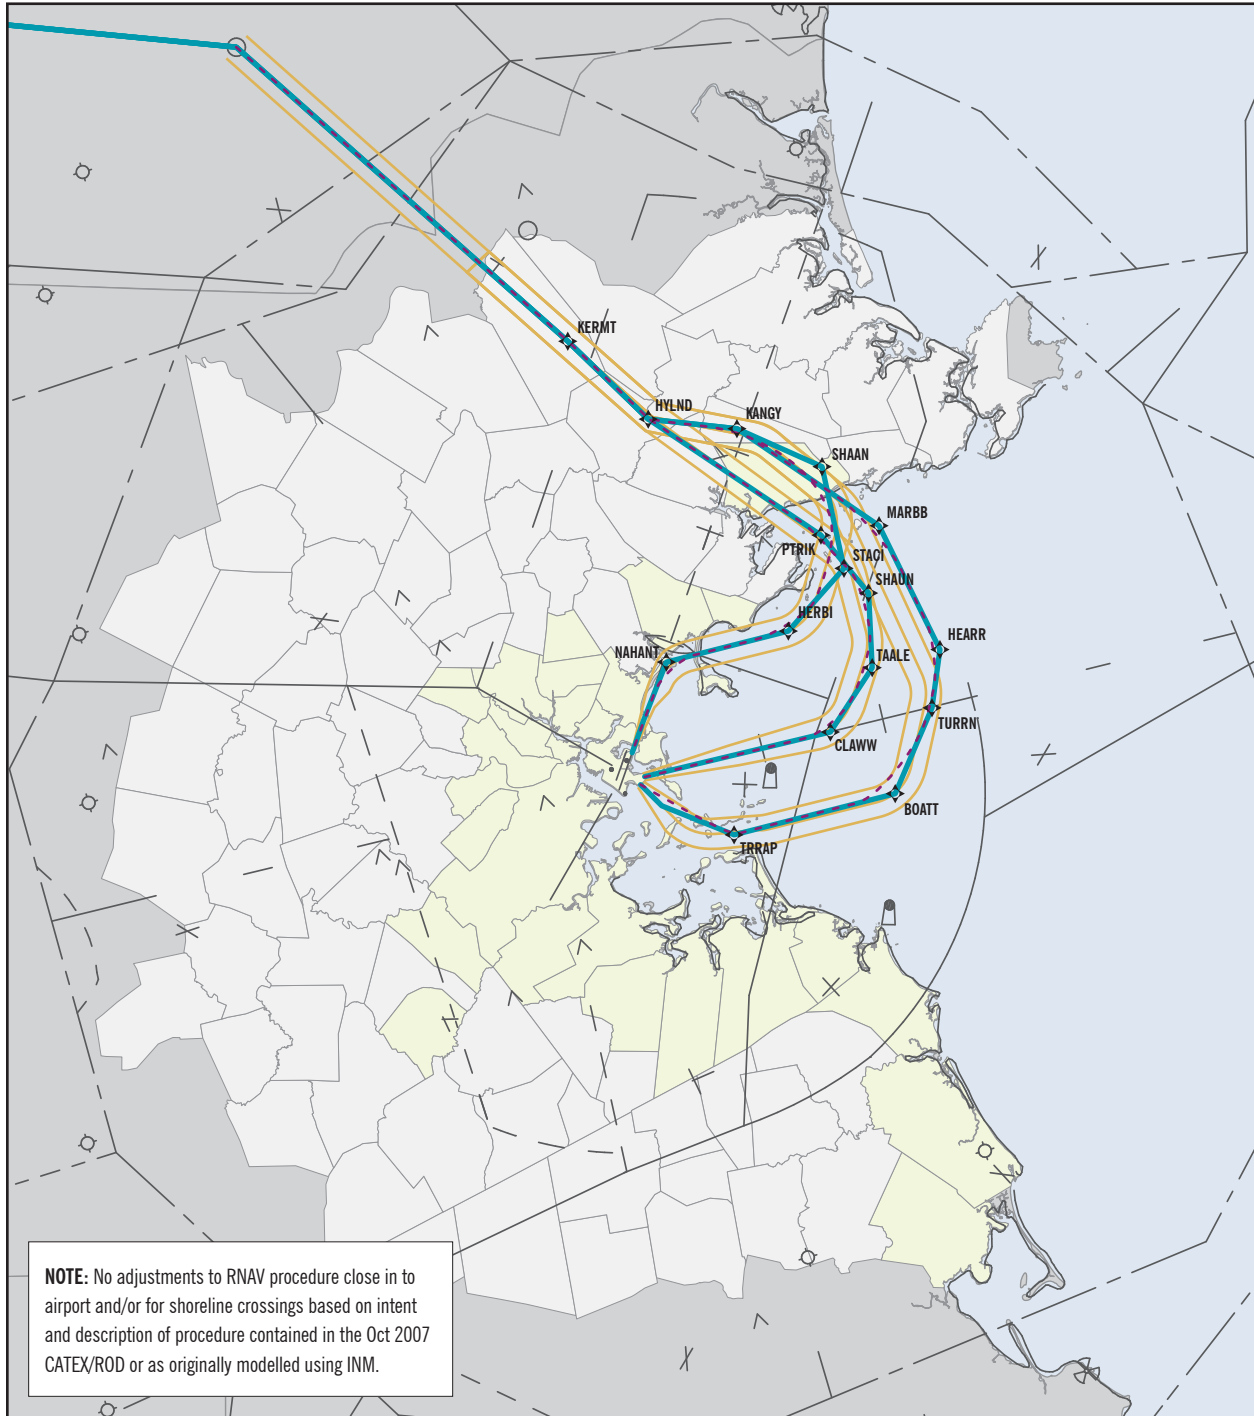 KERMT
HYLND
KANGY
SHAAN
MARBB
PTRIK
STACI
SHAUN
HERBI
HEARR
NAHANT
TAALE
TURRN
CLAWW
BOATT
TRRAP
NOTE: No adjustments to RNAV procedure close in to
airport and/or for shoreline crossings based on intent
and description of procedure contained in the Oct 2007
CATEX/ROD or as originally modelled using INM.